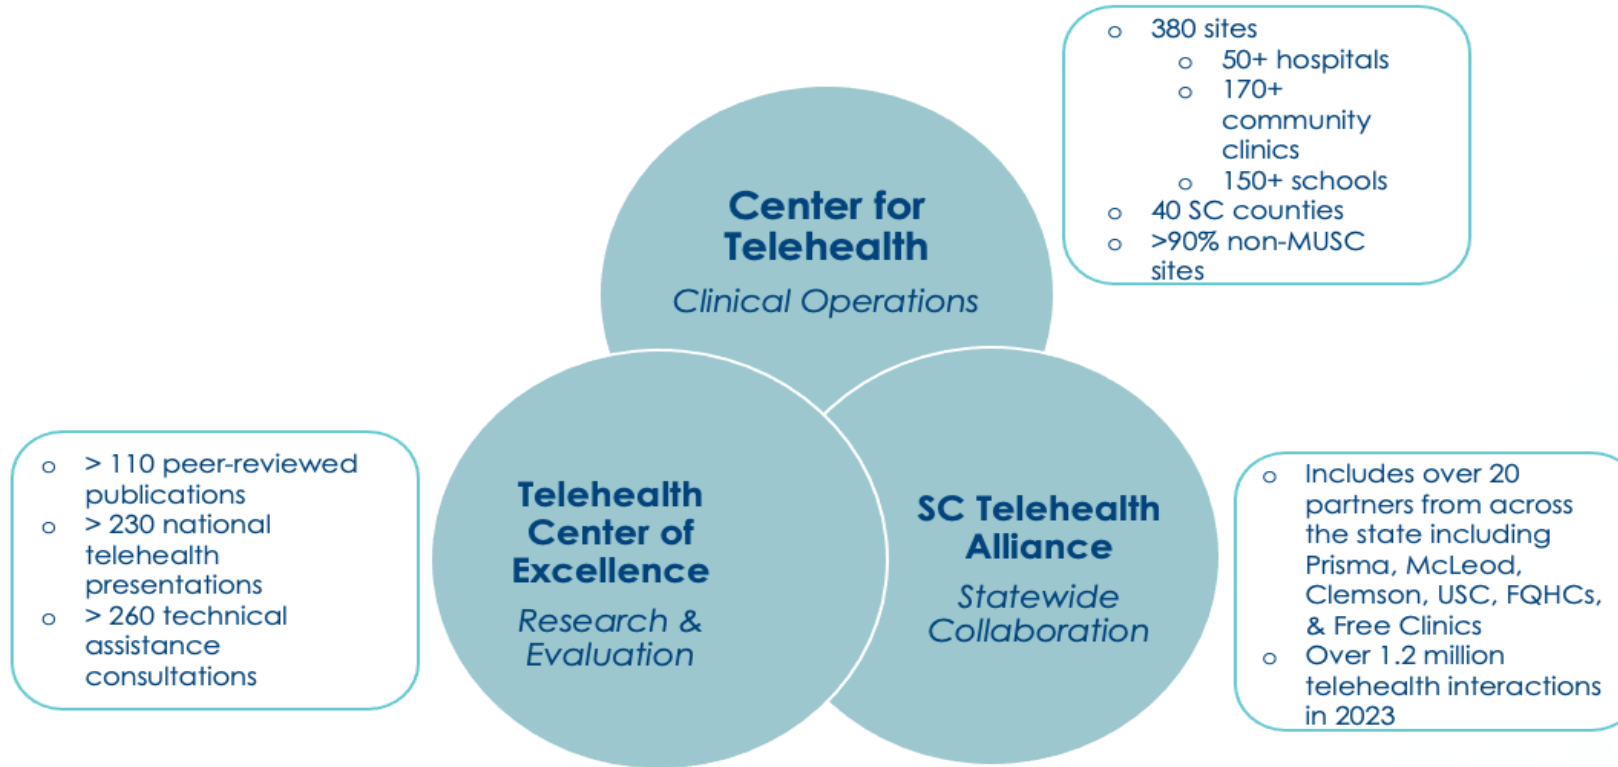 o 380 sites
o 50+ hospitals
o 170+
community
clinics
o 150+ schools
o 40 SC counties
o >90% non-MUSC
sites
Center for
Telehealth
Clinical Operations
o > 110 peer-reviewed
publications
o > 230 national
telehealth
presentations
o > 260 technical
assistance
consultations
Telehealth
Center of
Excellence
Research &
Evaluation
SC Telehealth
Alliance
Statewide
Collaboration
o Includes over 20
partners from across
the state including
Prisma, McLeod,
Clemson, USC, FQHCs,
& Free Clinics
o Over 1.2 million
telehealth interactions
in 2023